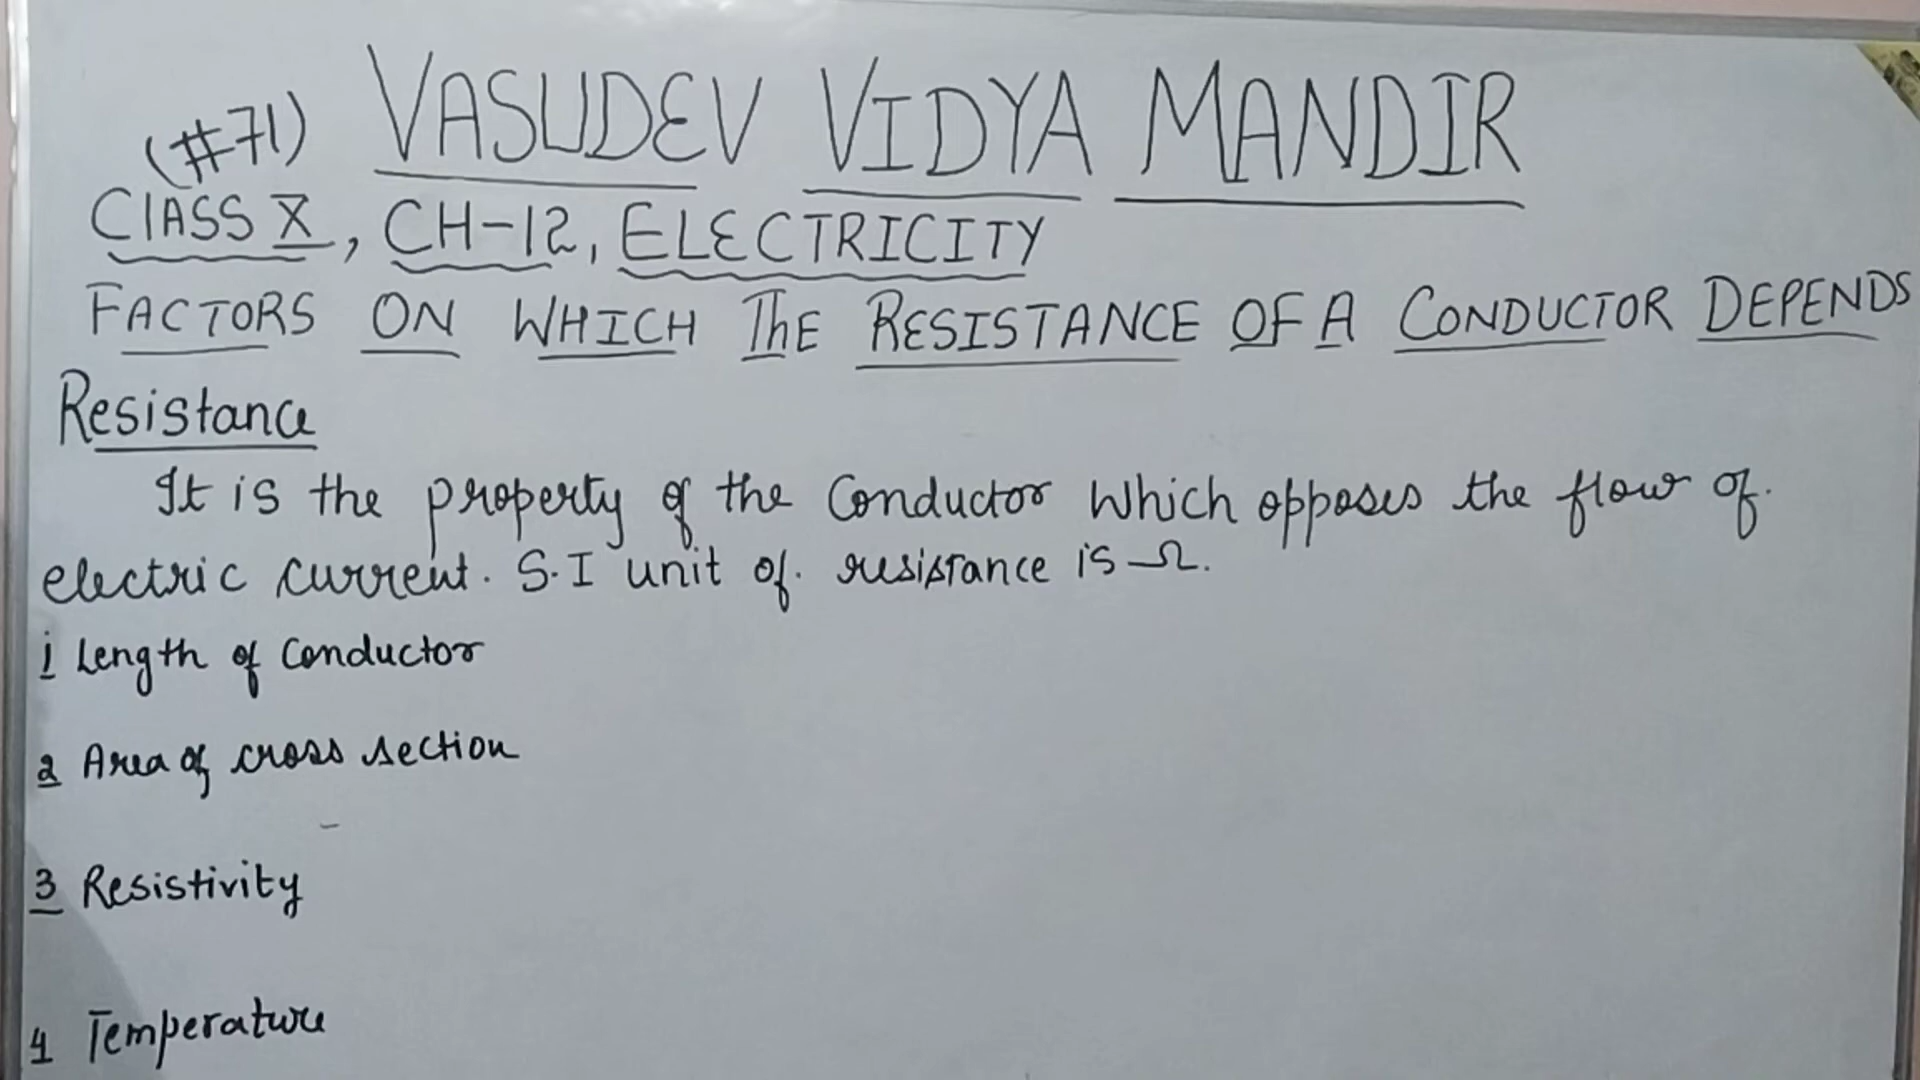 (#71) VASUDEV VIDYA MANDIR
CLASS X, CH-12, ELECTRICITY
FACTORS ON WHICH THE RESISTANCE OF A CONDUCTOR DEPENDS
Resistance
It is the property of the Conductor Which opposes the flow of
electric current. S.I unit of resistance is Ω.
1 Length of Conductor
2 Area of cross section
3 Resistivity
4 Temperature